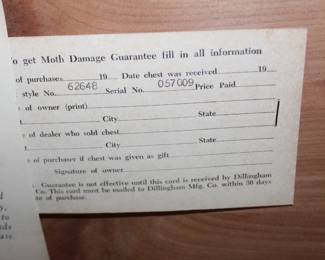 To get Moth Damage Guarantee fill in all information
of purchase 19 Date chest was received 19
style No. 62648 Serial No. 057009 Price Paid
of owner (print)
City State
of dealer who sold chest
City State
of purchaser if chest was given as gift
Signature of owner
Guarantee is not effective until this card is received by Dillingham
Co. This card must be mailed to Dillingham Mfg. Co. within 30 days
of purchase.